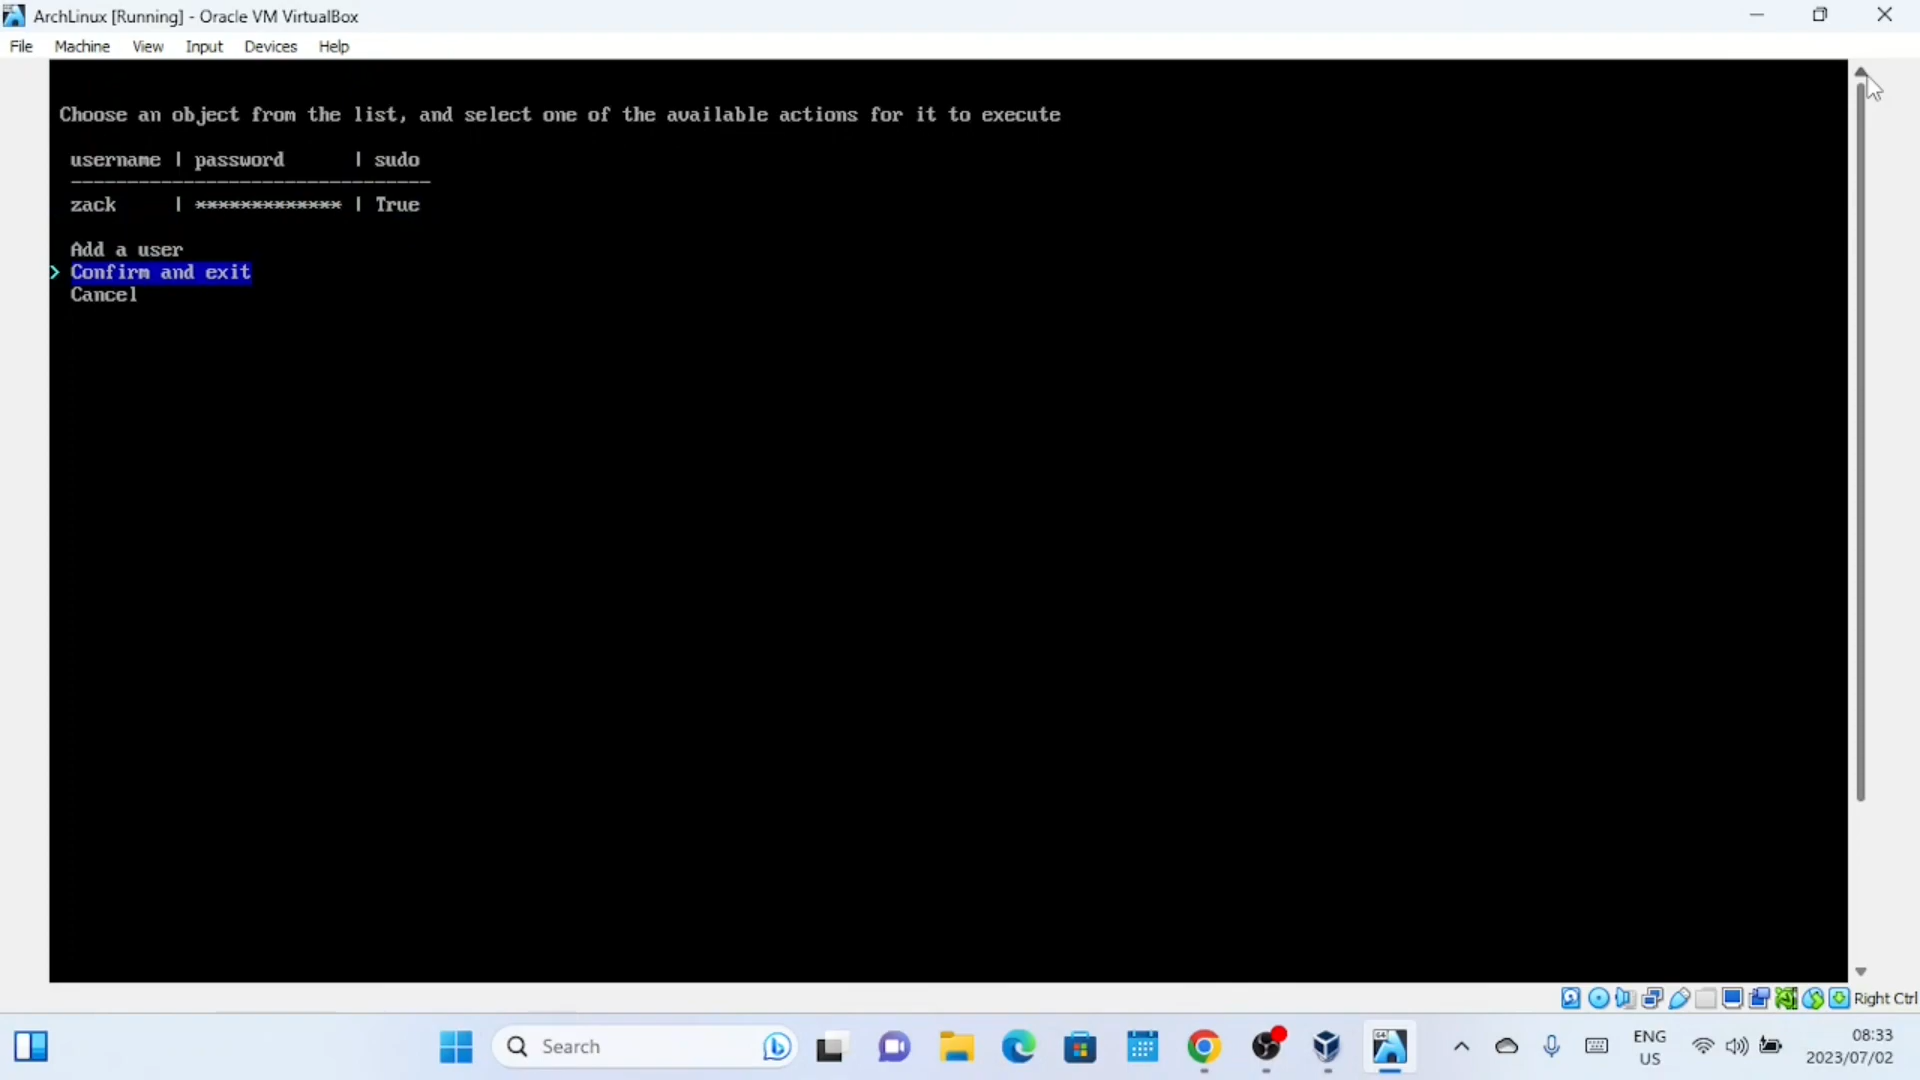 ArchLinux [Running] - Oracle VM VirtualBox
File Machine View Input Devices Help
Choose an object from the list, and select one of the available actions for it to execute
username | password | sudo
--------------------------------
zack | ************* | True
Add a user
> Confirm and exit
Cancel
Right Ctrl
Search
64
ENG
US
08:33
2023/07/02